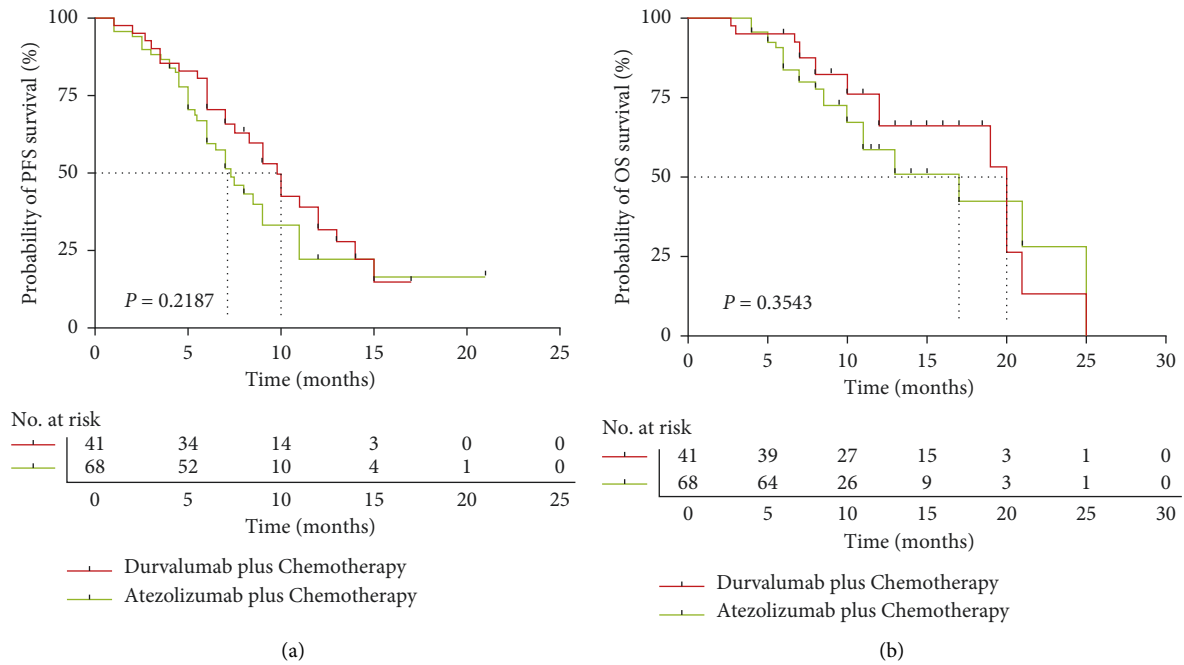 100
75
50
25
0
Probability of PFS survival (%)
P = 0.2187
0 5 10 15 20 25
Time (months)
No. at risk
41 34 14 3 0 0
68 52 10 4 1 0
0 5 10 15 20 25
Time (months)
Durvalumab plus Chemotherapy
Atezolizumab plus Chemotherapy
(a)
100
75
50
25
0
Probability of OS survival (%)
P = 0.3543
0 5 10 15 20 25 30
Time (months)
No. at risk
41 39 27 15 3 1 0
68 64 26 9 3 1 0
0 5 10 15 20 25 30
Time (months)
Durvalumab plus Chemotherapy
Atezolizumab plus Chemotherapy
(b)